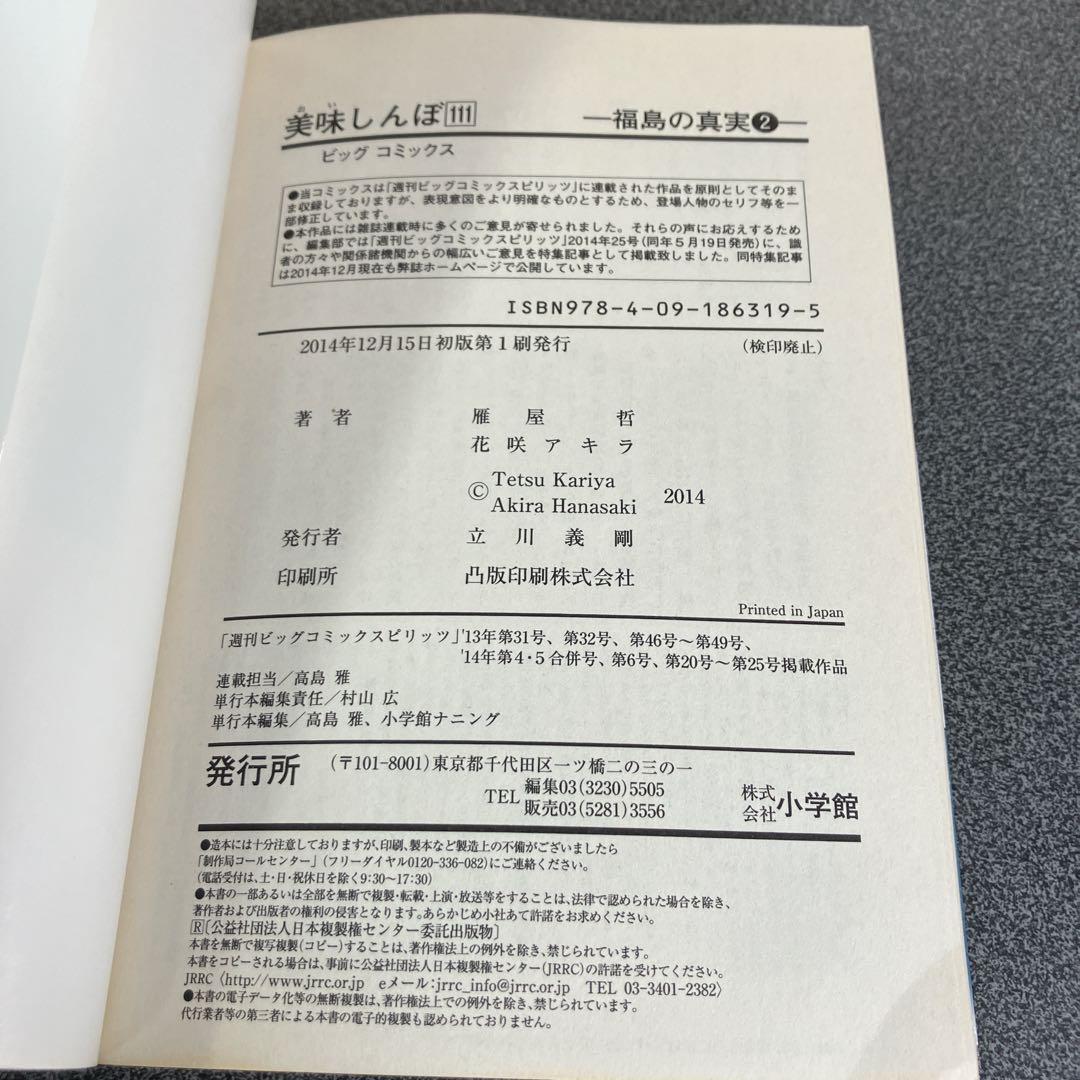 美味しんぼ111 ―福島の真実❷―
ビッグ コミックス
●当コミックスは「週刊ビッグコミックスピリッツ」に連載された作品を原則としてそのま
ま収録しておりますが、表現意図をより明確なものとするため、登場人物のセリフ等を一
部修正しています。
●本作品には雑誌連載時に多くのご意見が寄せられました。それらの声にお応えするため
に、編集部では「週刊ビッグコミックスピリッツ」2014年25号(同年5月19日発売)に、識
者の方々や関係諸機関からの幅広いご意見を特集記事として掲載致しました。同特集記事
は2014年12月現在も弊誌ホームページで公開しています。
ISBN978-4-09-186319-5
2014年12月15日初版第1刷発行 (検印廃止)
著者 雁屋 哲
花咲アキラ
©Tetsu Kariya
Akira Hanasaki 2014
発行者 立川義剛
印刷所 凸版印刷株式会社
Printed in Japan
「週刊ビッグコミックスピリッツ」'13年第31号、第32号、第46号〜第49号、
'14年第4・5合併号、第6号、第20号〜第25号掲載作品
連載担当／高島 雅
単行本編集責任／村山 広
単行本編集／高島 雅、小学館ナニング
発行所 (〒101-8001)東京都千代田区一ツ橋二の三の一
TEL 編集03(3230)5505
販売03(5281)3556
株式会社 小学館
●造本には十分注意しておりますが、印刷、製本など製造上の不備がございましたら
「制作局コールセンター」(フリーダイヤル0120-336-082)にご連絡ください。
(電話受付は、土・日・祝休日を除く9:30〜17:30)
●本書の一部あるいは全部を無断で複製・転載・上演・放送等をすることは、法律で認められた場合を除き、
著作者および出版者の権利の侵害となります。あらかじめ小社あて許諾をお求めください。
R[公益社団法人日本複製権センター委託出版物]
本書を無断で複写複製(コピー)することは、著作権法上の例外を除き、禁じられています。
本書をコピーされる場合は、事前に公益社団法人日本複製権センター(JRRC)の許諾を受けてください。
JRRC〈http://www.jrrc.or.jp eメール:jrrc_info@jrrc.or.jp TEL 03-3401-2382〉
●本書の電子データ化等の無断複製は、著作権法上での例外を除き、禁じられています。
代行業者等の第三者による本書の電子的複製も認められておりません。